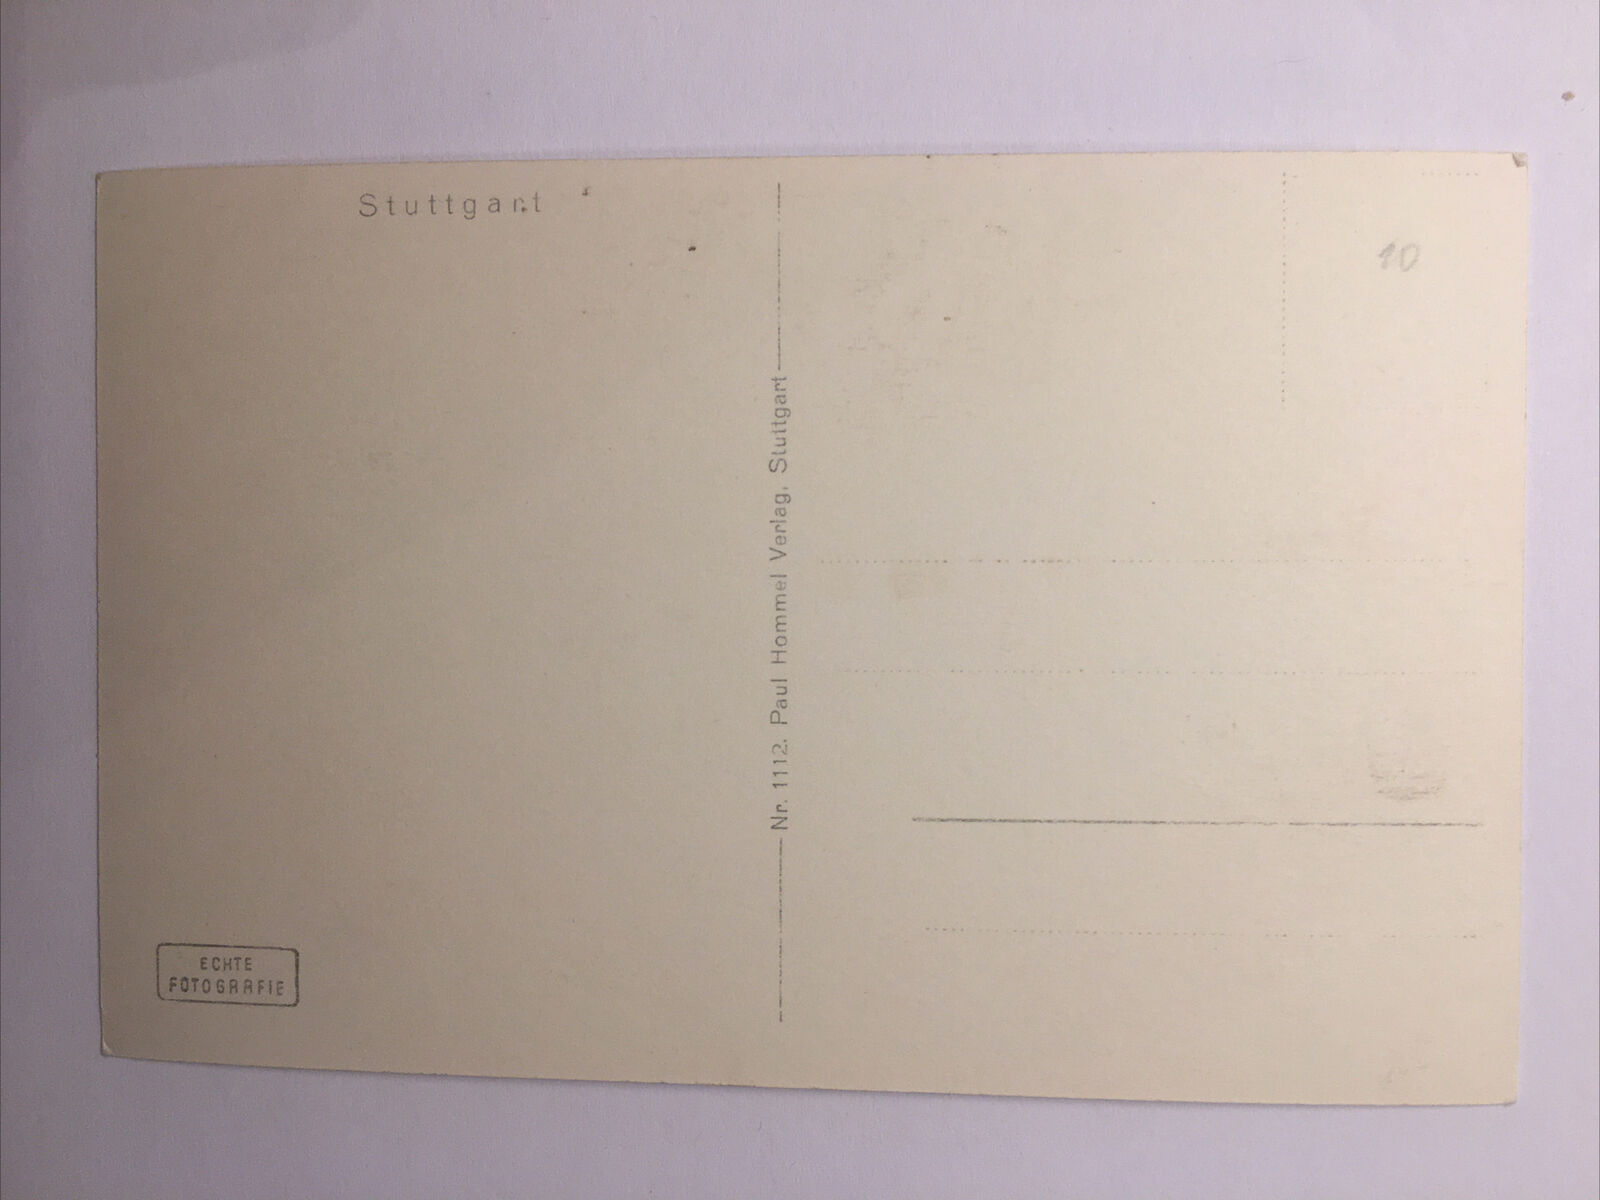 Stuttgart
10
Nr. 1112. Paul Hommel Verlag, Stuttgart
ECHTE
FOTOGRAFIE